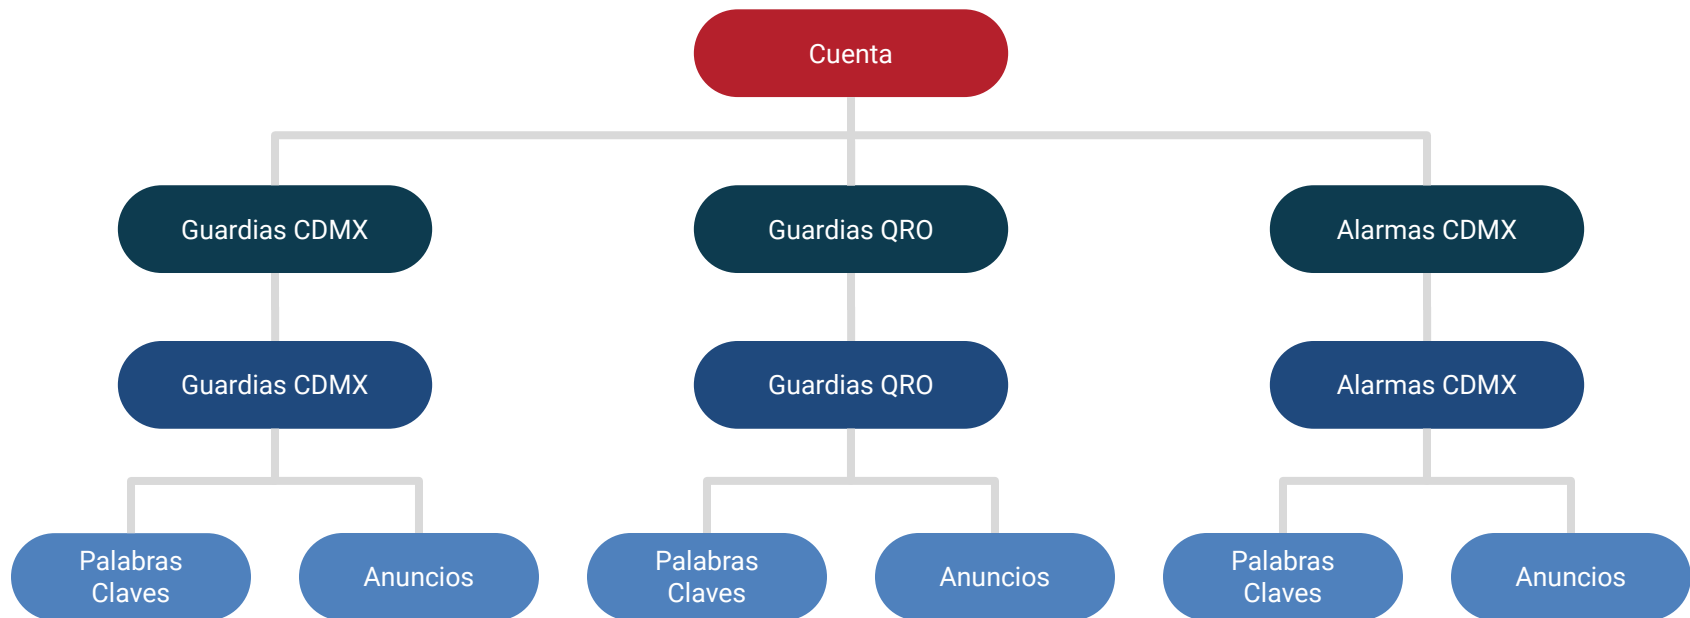 Cuenta
Guardias CDMX
Guardias QRO
Alarmas CDMX
Guardias CDMX
Guardias QRO
Alarmas CDMX
Palabras
Claves
Anuncios
Palabras
Claves
Anuncios
Palabras
Claves
Anuncios